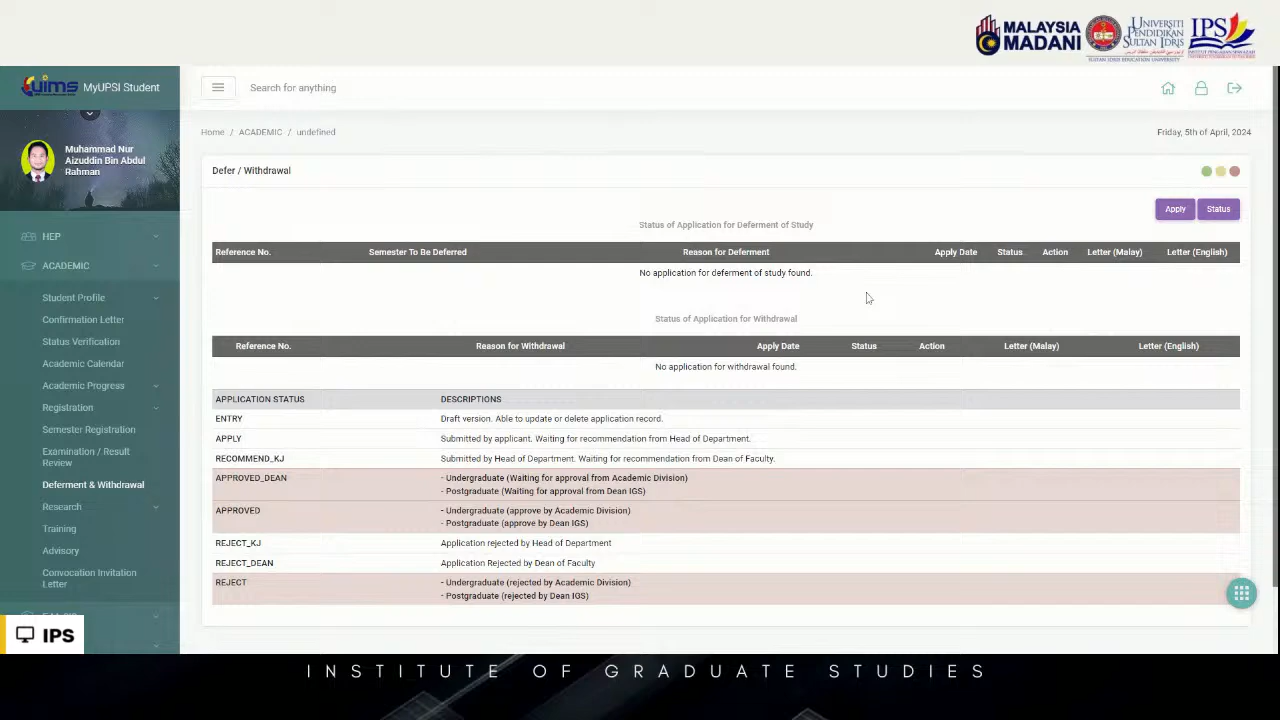 MALAYSIA
MADANI
UNIVERSITI
PENDIDIKAN
SULTAN IDRIS
SULTAN IDRIS EDUCATION UNIVERSITY
IPS
uims MyUPSI Student
Search for anything
Muhammad Nur
Aizuddin Bin Abdul
Rahman
Home / ACADEMIC / undefined
Friday, 5th of April, 2024
HEP
ACADEMIC
Student Profile
Confirmation Letter
Status Verification
Academic Calendar
Academic Progress
Registration
Semester Registration
Examination / Result
Review
Deferment & Withdrawal
Research
Training
Advisory
Convocation Invitation
Letter
Defer / Withdrawal
Apply Status
Status of Application for Deferment of Study
Reference No. Semester To Be Deferred Reason for Deferment Apply Date Status Action Letter (Malay) Letter (English)
No application for deferment of study found.
Status of Application for Withdrawal
Reference No. Reason for Withdrawal Apply Date Status Action Letter (Malay) Letter (English)
No application for withdrawal found.
APPLICATION STATUS DESCRIPTIONS
ENTRY Draft version. Able to update or delete application record.
APPLY Submitted by applicant. Waiting for recommendation from Head of Department.
RECOMMEND_KJ Submitted by Head of Department. Waiting for recommendation from Dean of Faculty.
APPROVED_DEAN - Undergraduate (Waiting for approval from Academic Division)
- Postgraduate (Waiting for approval from Dean IGS)
APPROVED - Undergraduate (approve by Academic Division)
- Postgraduate (approve by Dean IGS)
REJECT_KJ Application rejected by Head of Department
REJECT_DEAN Application Rejected by Dean of Faculty
REJECT - Undergraduate (rejected by Academic Division)
- Postgraduate (rejected by Dean IGS)
IPS
INSTITUTE OF GRADUATE STUDIES